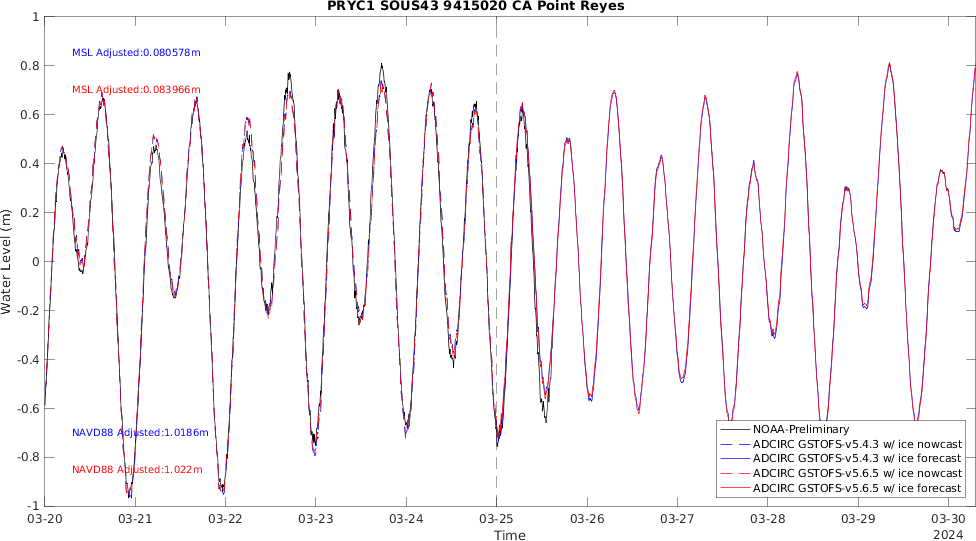 PRYC1 SOUS43 9415020 CA Point Reyes
Water Level (m)
1
0.8
0.6
0.4
0.2
0
-0.2
-0.4
-0.6
-0.8
-1
MSL Adjusted:0.080578m
MSL Adjusted:0.083966m
NAVD88 Adjusted:1.0186m
NAVD88 Adjusted:1.022m
NOAA-Preliminary
ADCIRC GSTOFS-v5.4.3 w/ ice nowcast
ADCIRC GSTOFS-v5.4.3 w/ ice forecast
ADCIRC GSTOFS-v5.6.5 w/ ice nowcast
ADCIRC GSTOFS-v5.6.5 w/ ice forecast
03-20 03-21 03-22 03-23 03-24 03-25 03-26 03-27 03-28 03-29 03-30
Time 2024